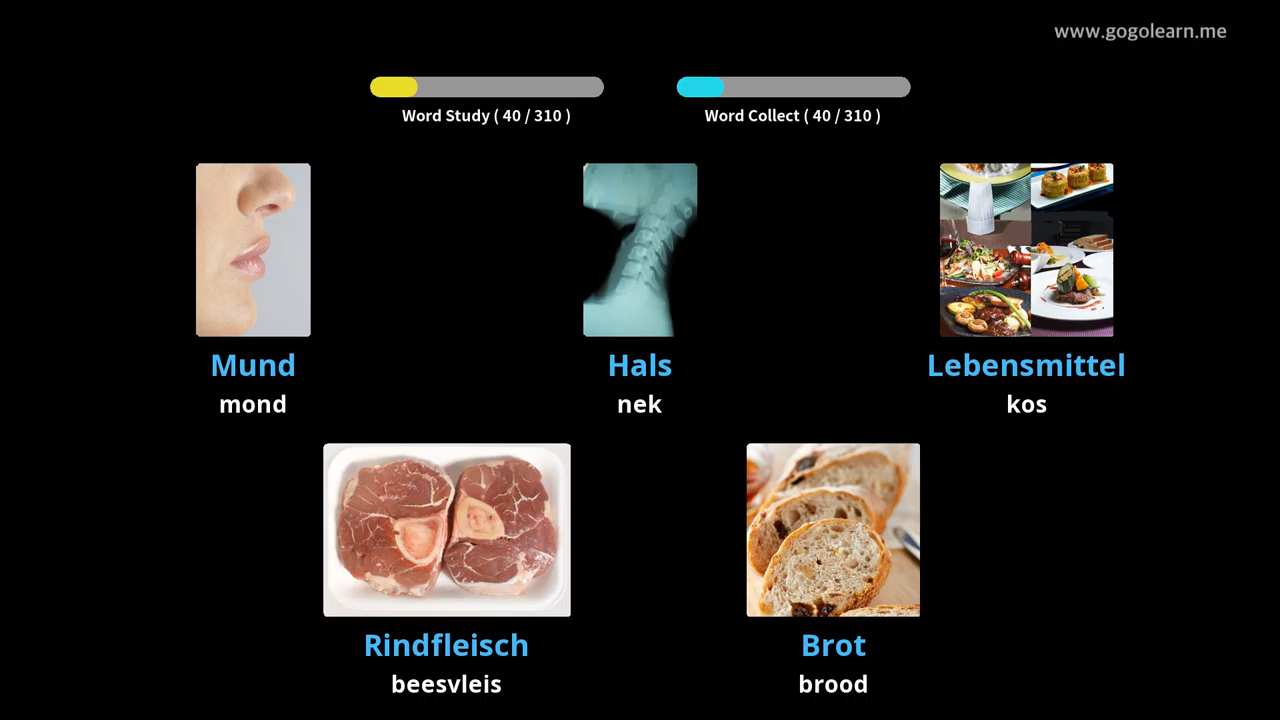 www.gogolearn.me
Word Study ( 40 / 310 )
Word Collect ( 40 / 310 )
Mund
mond
Hals
nek
Lebensmittel
kos
Rindfleisch
beesvleis
Brot
brood